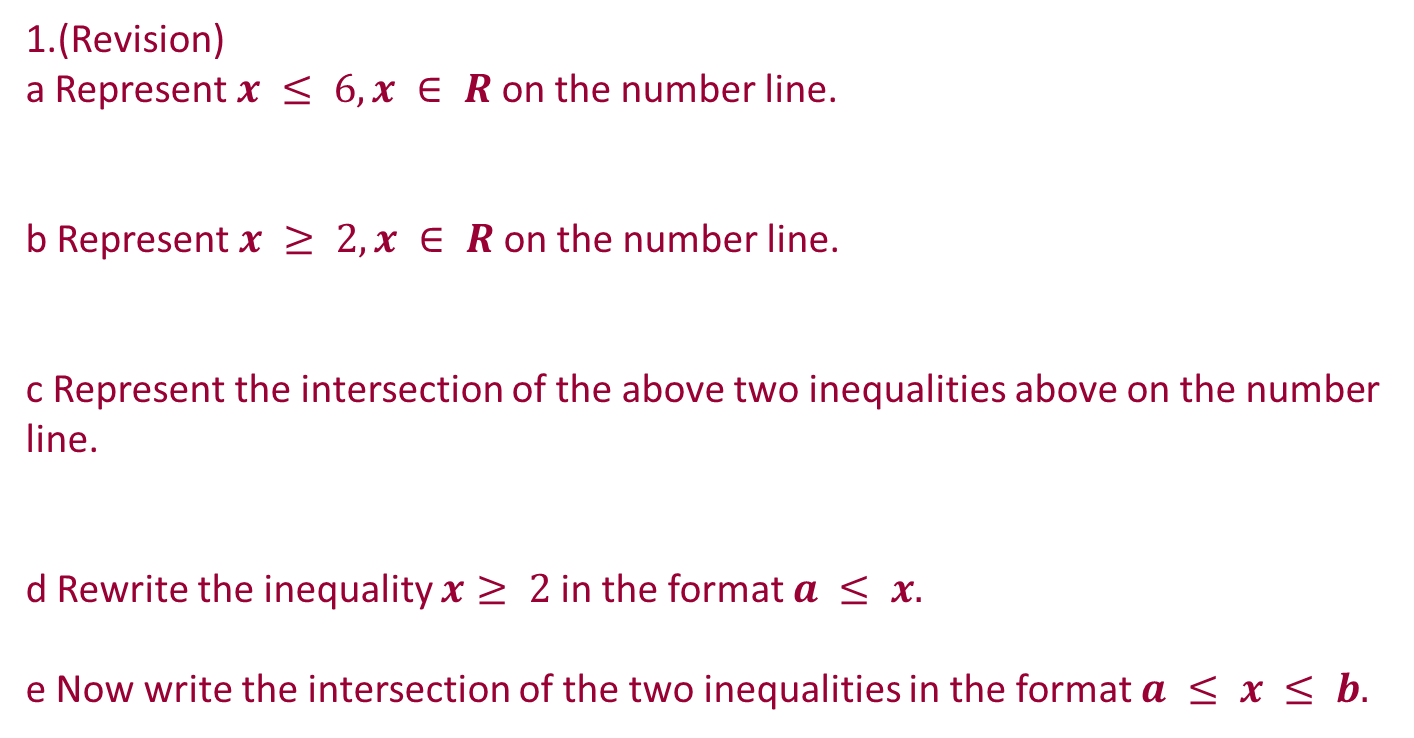 1.(Revision)
a Represent x ≤ 6, x ∈ R on the number line.
b Represent x ≥ 2, x ∈ R on the number line.
c Represent the intersection of the above two inequalities above on the number
line.
d Rewrite the inequality x ≥ 2 in the format a ≤ x.
e Now write the intersection of the two inequalities in the format a ≤ x ≤ b.